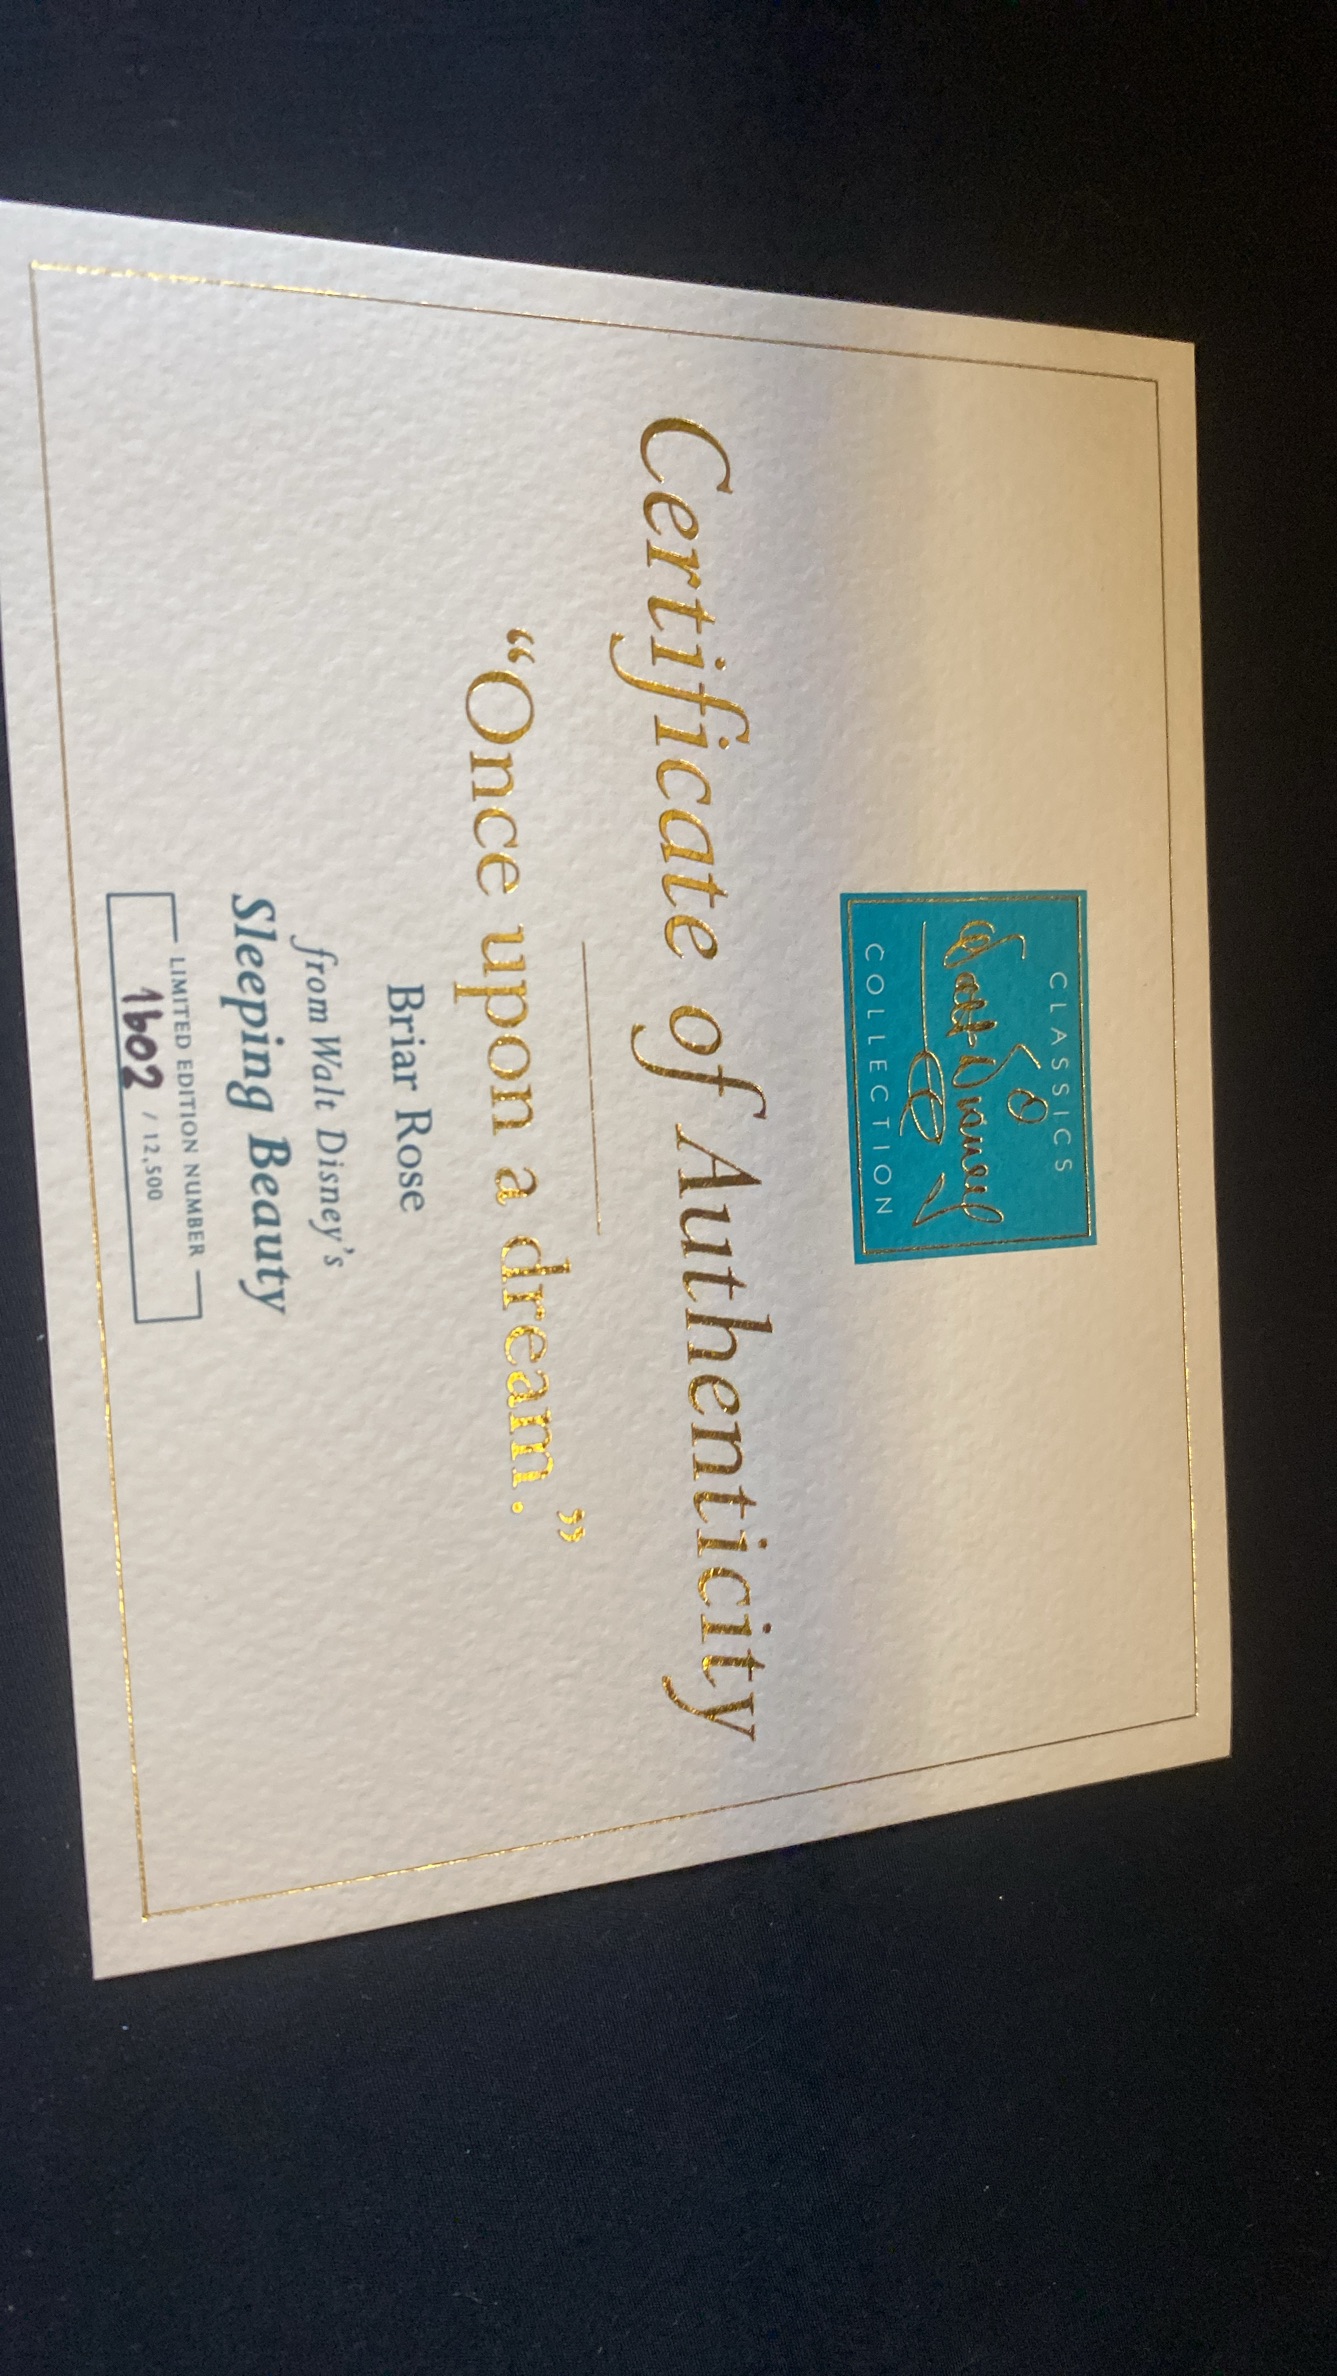 CLASSICS
Walt Disney
COLLECTION
Certificate of Authenticity
“Once upon a dream.”
Briar Rose
from Walt Disney's
Sleeping Beauty
LIMITED EDITION NUMBER
1602 / 12,500